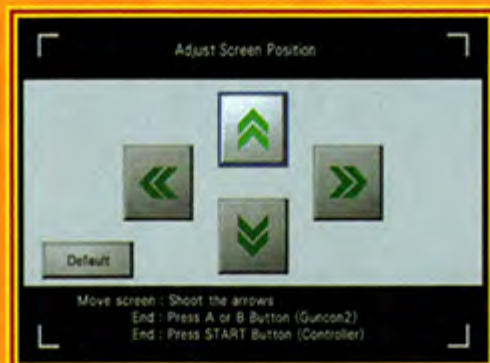 Adjust Screen Position
Default
Move screen : Shoot the arrows
End : Press A or B Button (Guncon2)
End : Press START Button (Controller)